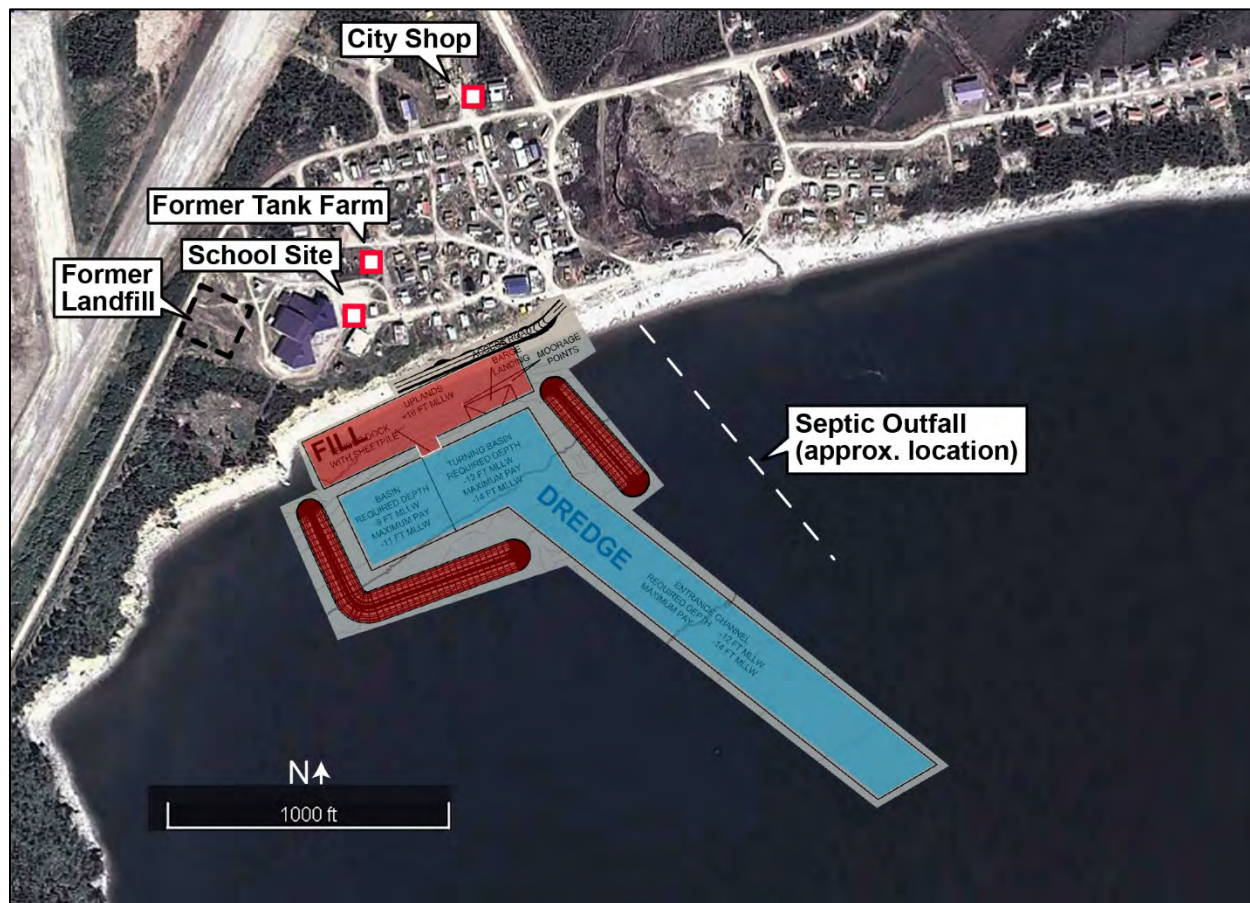 City Shop
Former Tank Farm
School Site
Former
Landfill
ACCESS ROAD
BARGE
LANDING
MOORAGE
POINTS
UPLANDS
+16 FT MLLW
FILL
DOCK
WITH SHEETPILE
Septic Outfall
(approx. location)
TURNING BASIN
REQUIRED DEPTH
-12 FT MLLW
MAXIMUM PAY
-14 FT MLLW
BASIN
REQUIRED DEPTH
-9 FT MLLW
MAXIMUM PAY
-11 FT MLLW
DREDGE
ENTRANCE CHANNEL
REQUIRED DEPTH -12 FT MLLW
MAXIMUM PAY -14 FT MLLW
N
1000 ft